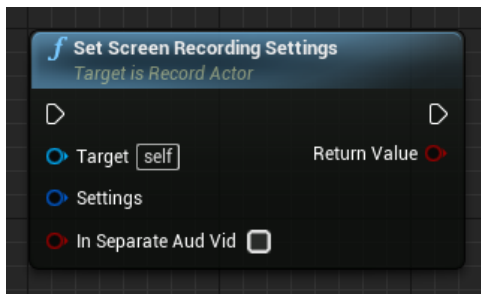 f Set Screen Recording Settings
Target is Record Actor
Target self Return Value
Settings
In Separate Aud Vid